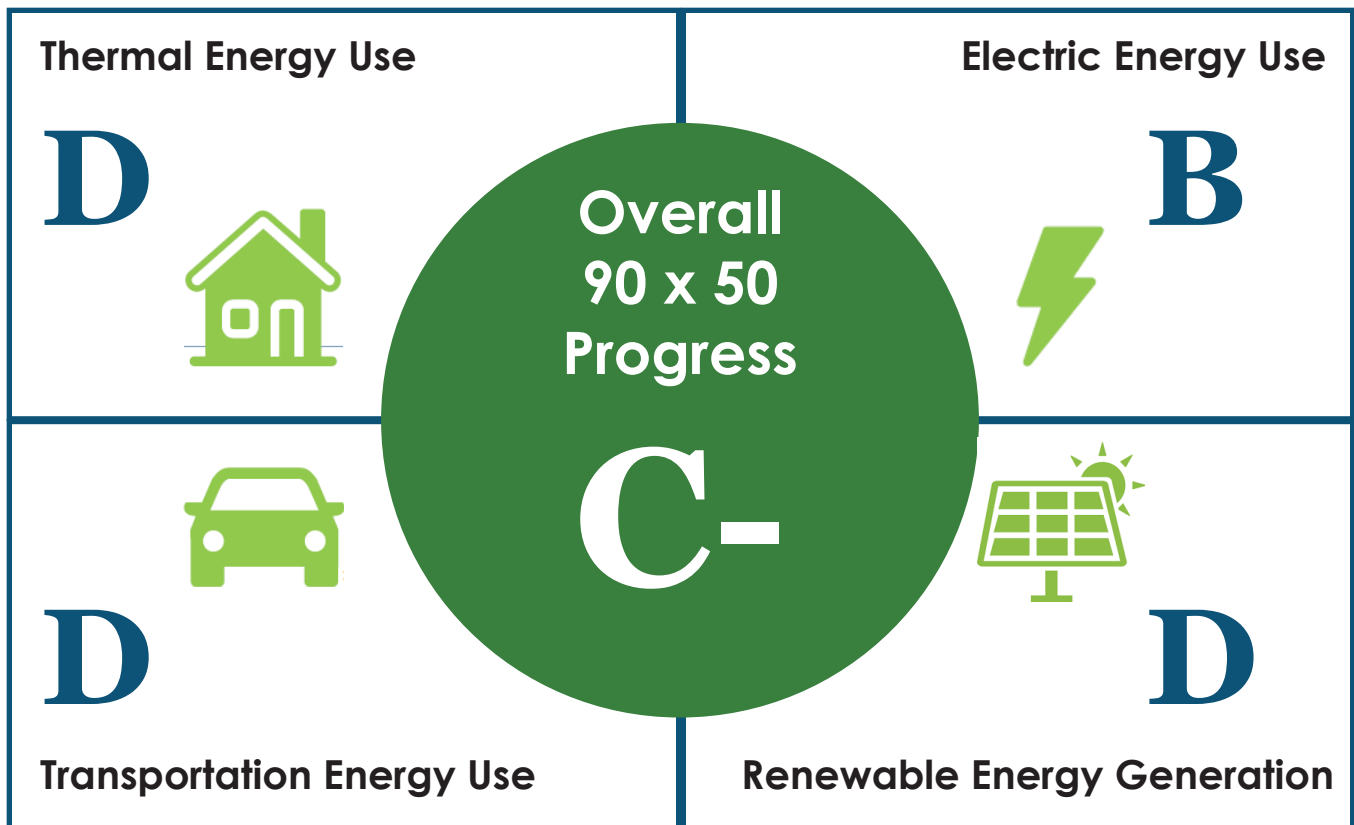 Thermal Energy Use
D
Electric Energy Use
B
Overall
90 x 50
Progress
C-
D
Transportation Energy Use
D
Renewable Energy Generation